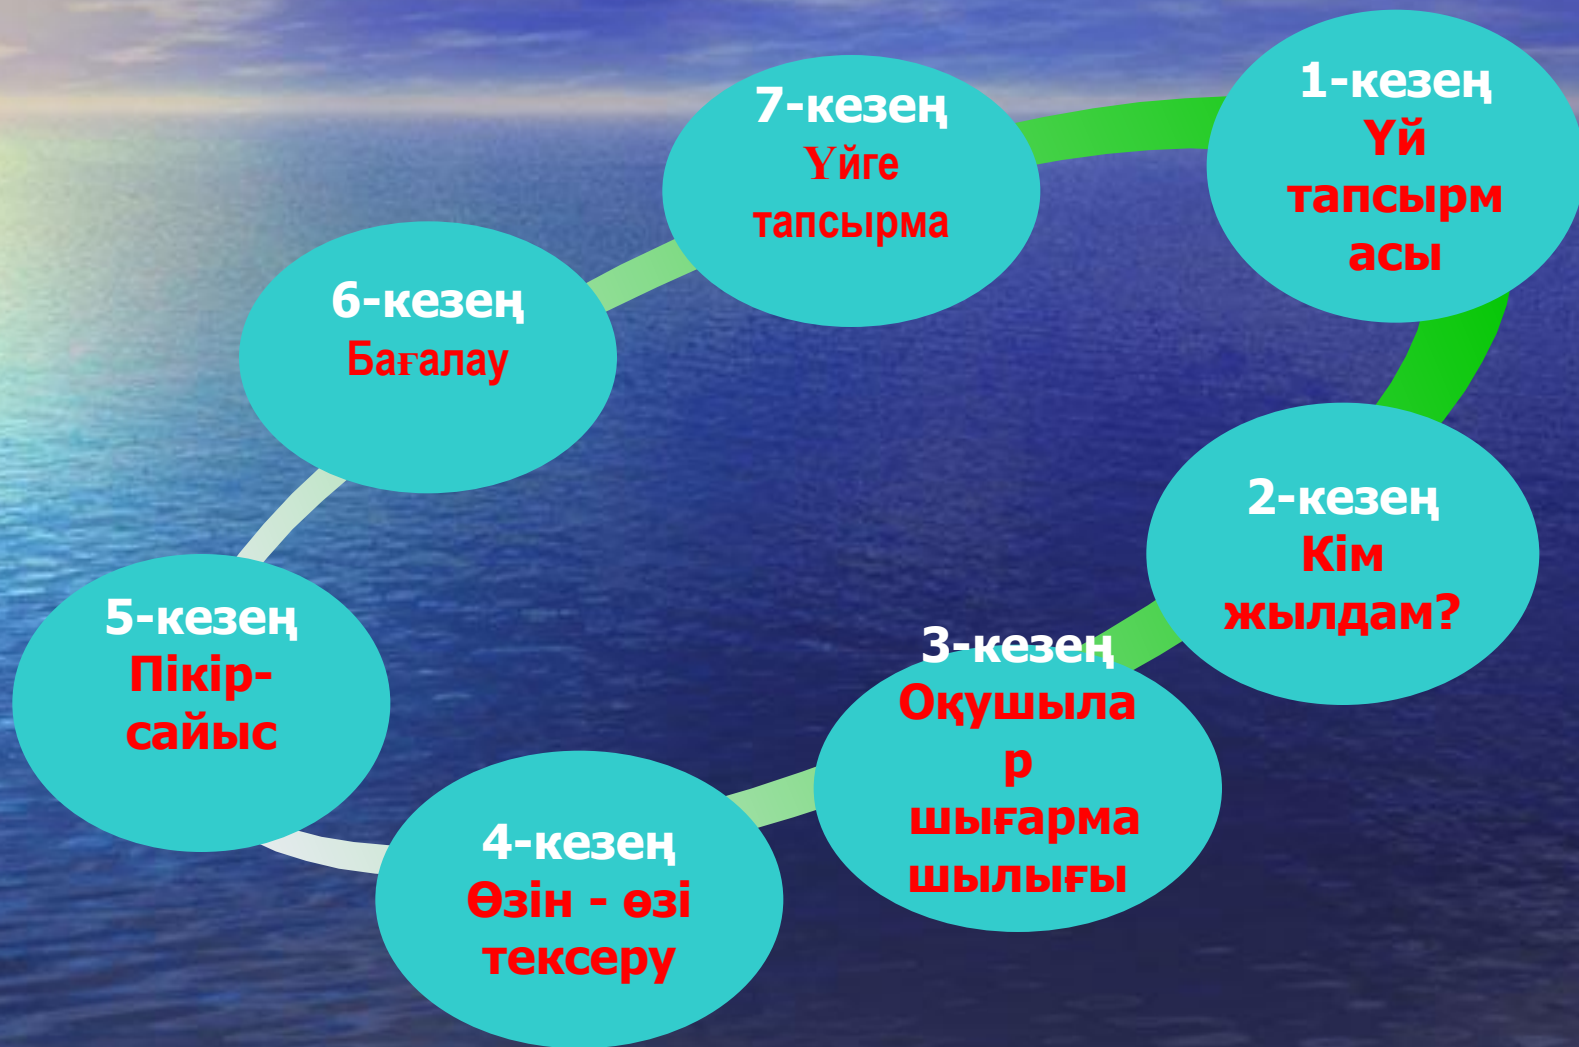 1-кезең
Үй
тапсырм
асы
2-кезең
Кім
жылдам?
3-кезең
Оқушыла
р
шығарма
шылығы
4-кезең
Өзін - өзі
тексеру
5-кезең
Пікір-
сайыс
6-кезең
Бағалау
7-кезең
Үйге
тапсырма